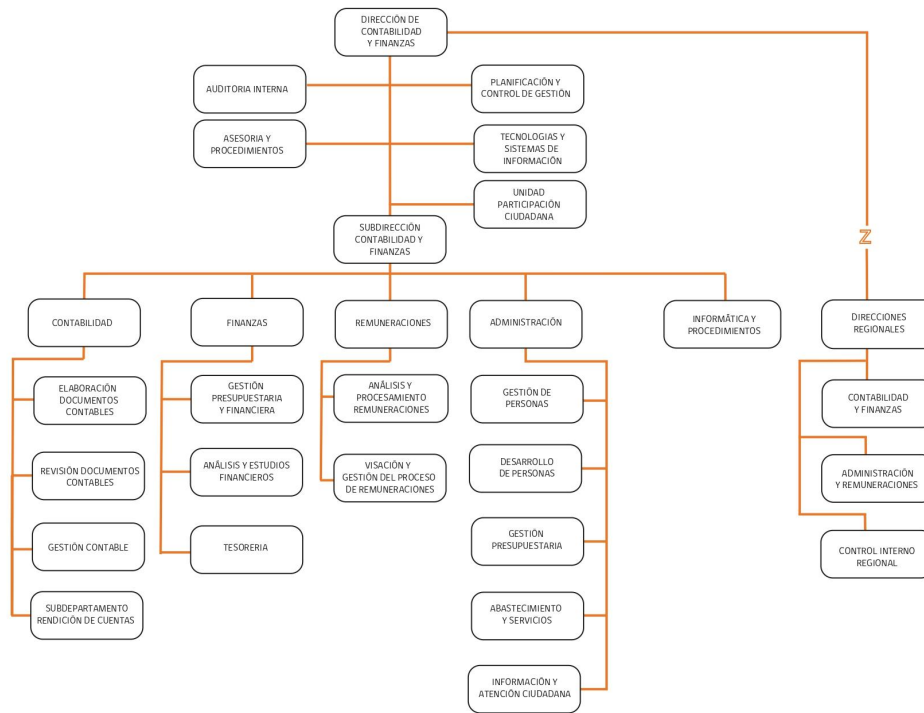 DIRECCIÓN DE
CONTABILIDAD
Y FINANZAS
AUDITORIA INTERNA
PLANIFICACIÓN Y
CONTROL DE GESTIÓN
ASESORIA Y
PROCEDIMIENTOS
TECNOLOGIAS Y
SISTEMAS DE
INFORMACIÓN
UNIDAD
PARTICIPACIÓN
CIUDADANA
SUBDIRECCIÓN
CONTABILIDAD Y
FINANZAS
Z
CONTABILIDAD
FINANZAS
REMUNERACIONES
ADMINISTRACIÓN
INFORMÁTICA Y
PROCEDIMIENTOS
DIRECCIONES
REGIONALES
ELABORACIÓN
DOCUMENTOS
CONTABLES
GESTIÓN
PRESUPUESTARIA
Y FINANCIERA
ANÁLISIS Y
PROCESAMIENTO
REMUNERACIONES
GESTIÓN DE
PERSONAS
CONTABILIDAD
Y FINANZAS
REVISIÓN DOCUMENTOS
CONTABLES
ANÁLISIS Y ESTUDIOS
FINANCIEROS
VISACIÓN Y
GESTIÓN DEL PROCESO
DE REMUNERACIONES
DESARROLLO
DE PERSONAS
ADMINISTRACIÓN
Y REMUNERACIONES
GESTIÓN CONTABLE
TESORERIA
GESTIÓN
PRESUPUESTARIA
CONTROL INTERNO
REGIONAL
SUBDEPARTAMENTO
RENDICIÓN DE CUENTAS
ABASTECIMIENTO
Y SERVICIOS
INFORMACIÓN Y
ATENCIÓN CIUDADANA